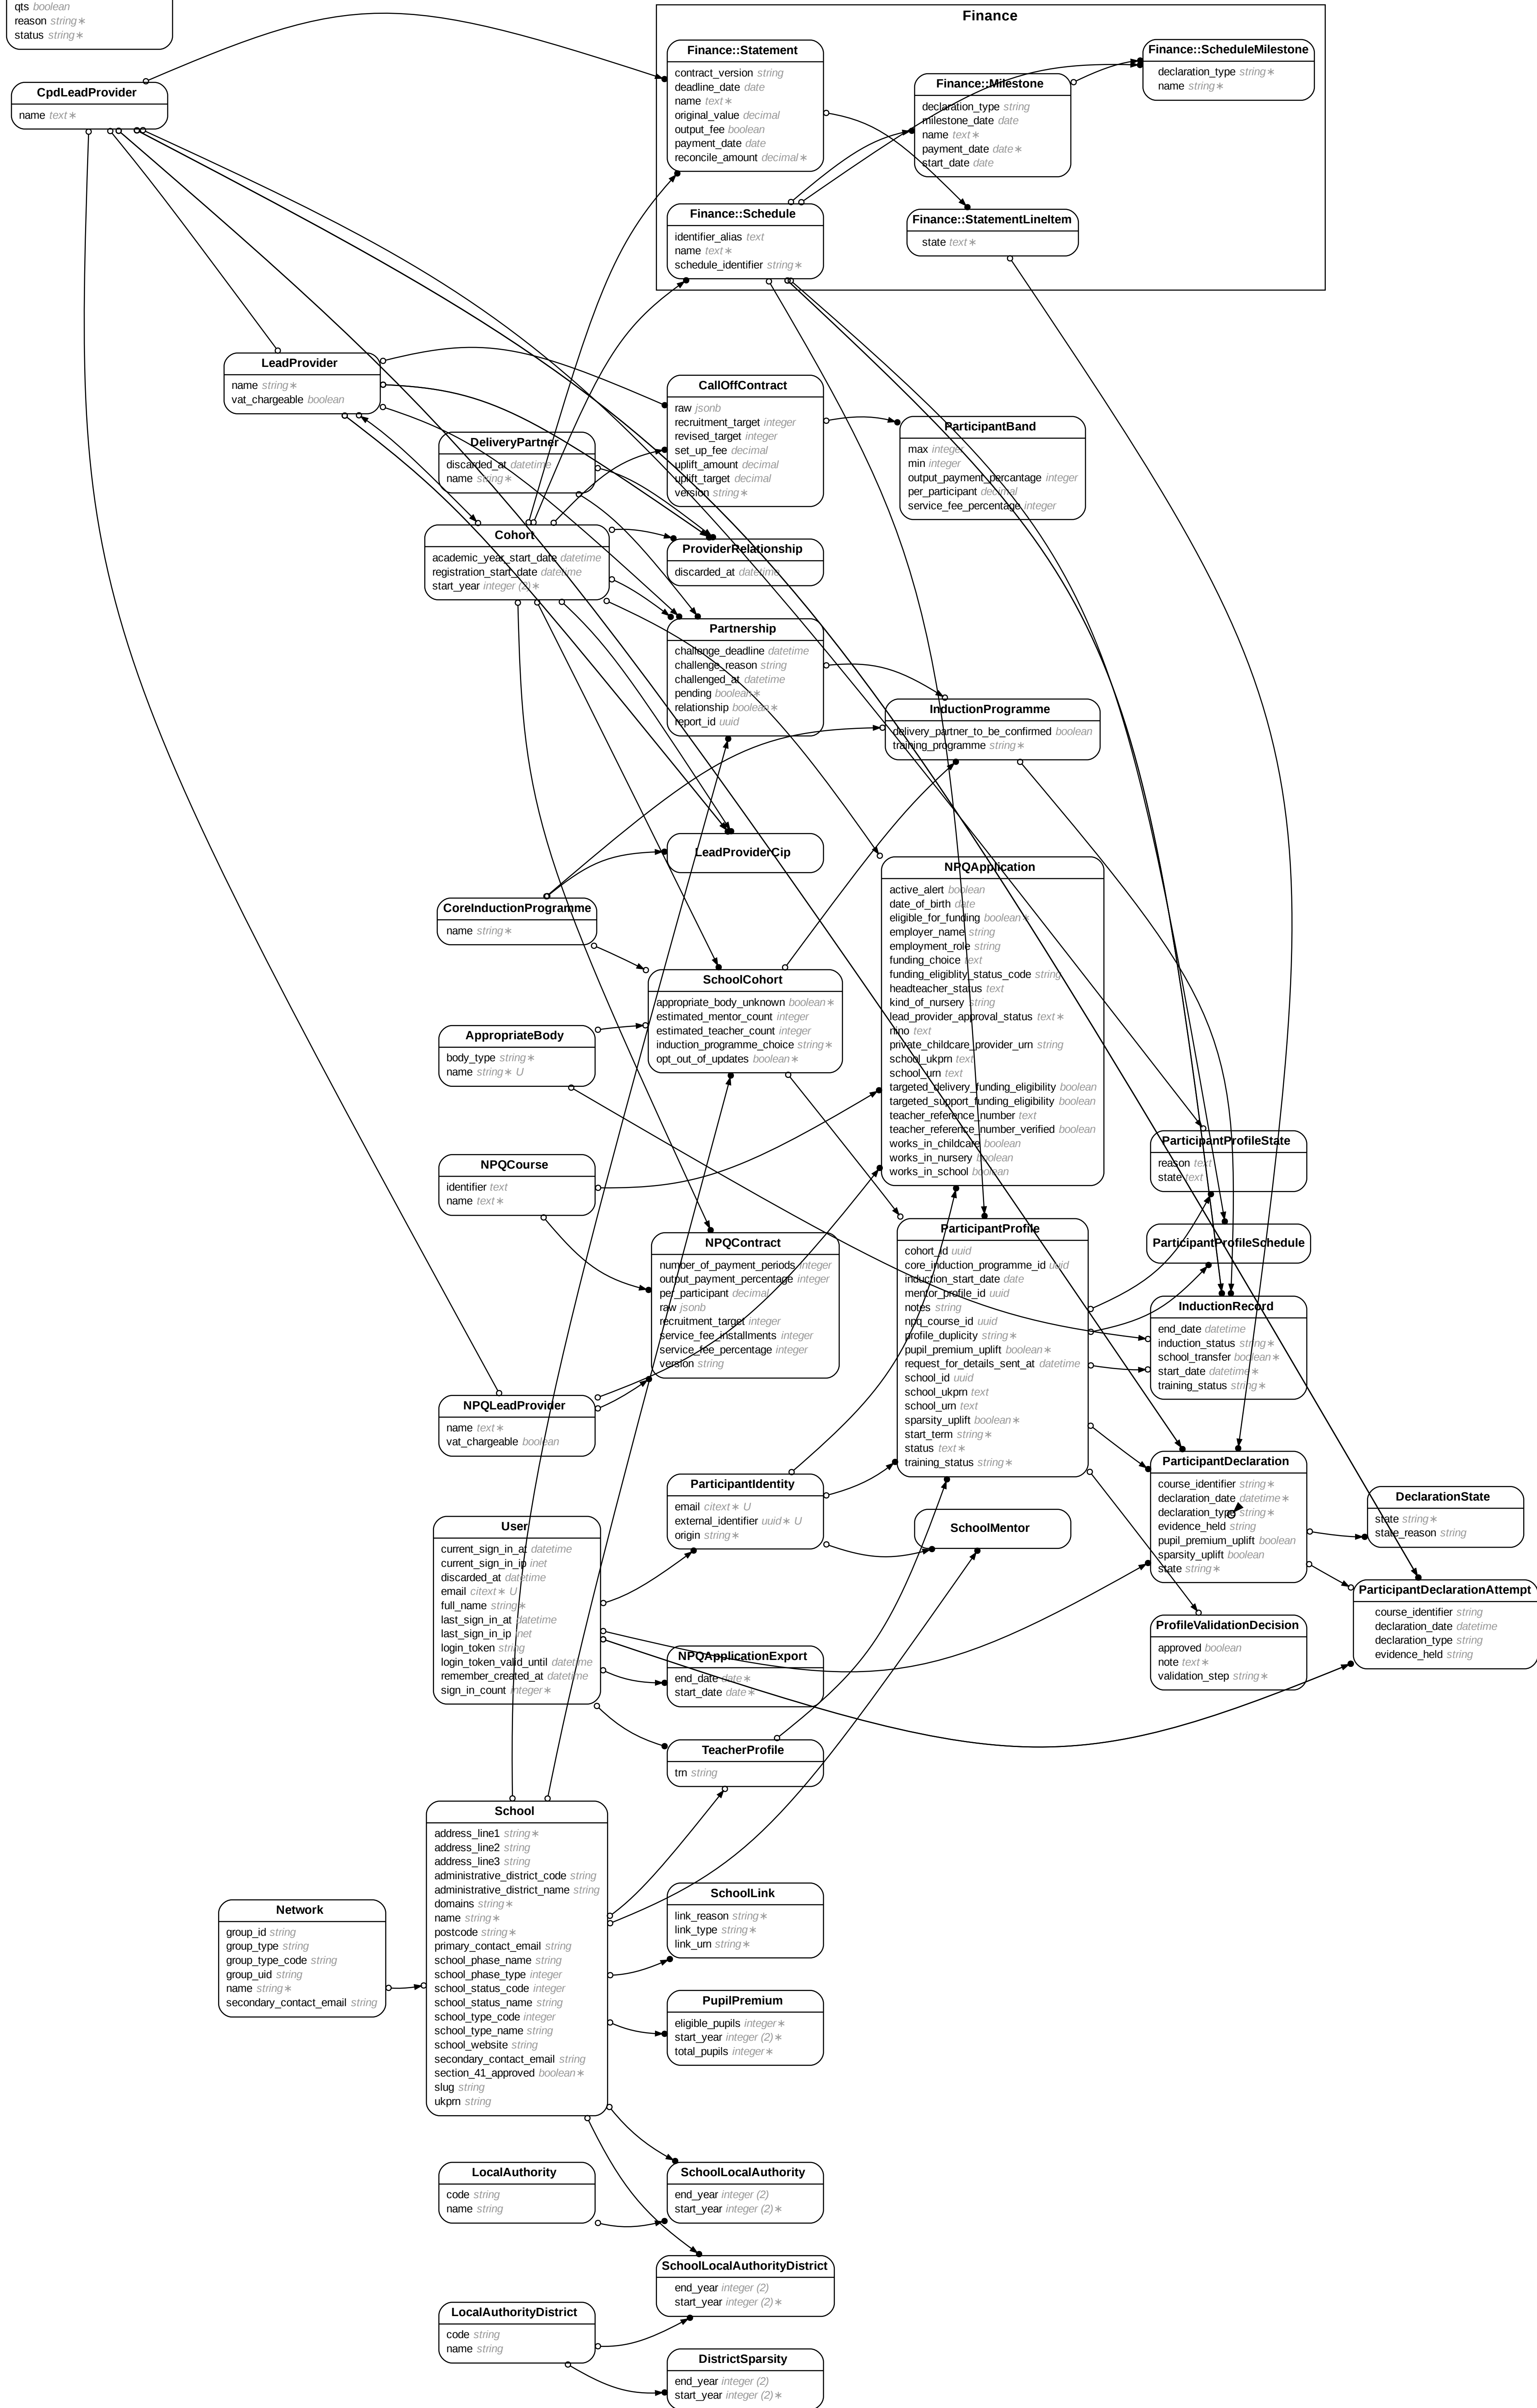 qts boolean
reason string∗
status string∗
CpdLeadProvider
name text∗
Finance
Finance::Statement
contract_version string
deadline_date date
name text∗
original_value decimal
output_fee boolean
payment_date date
reconcile_amount decimal∗
Finance::Milestone
declaration_type string
milestone_date date
name text∗
payment_date date∗
start_date date
Finance::ScheduleMilestone
declaration_type string∗
name string∗
Finance::Schedule
identifier_alias text
name text∗
schedule_identifier string∗
Finance::StatementLineItem
state text∗
LeadProvider
name string∗
vat_chargeable boolean
CallOffContract
raw jsonb
recruitment_target integer
revised_target integer
set_up_fee decimal
uplift_amount decimal
uplift_target decimal
version string∗
ParticipantBand
max integer
min integer
output_payment_percantage integer
per_participant decimal
service_fee_percentage integer
DeliveryPartner
discarded_at datetime
name string∗
Cohort
academic_year_start_date datetime
registration_start_date datetime
start_year integer (2)∗
ProviderRelationship
discarded_at datetime
Partnership
challenge_deadline datetime
challenge_reason string
challenged_at datetime
pending boolean∗
relationship boolean∗
report_id uuid
InductionProgramme
delivery_partner_to_be_confirmed boolean
training_programme string∗
LeadProviderCip
CoreInductionProgramme
name string∗
NPQApplication
active_alert boolean
date_of_birth date
eligible_for_funding boolean∗
employer_name string
employment_role string
funding_choice text
funding_eligiblity_status_code string
headteacher_status text
kind_of_nursery string
lead_provider_approval_status text∗
nino text
private_childcare_provider_urn string
school_ukprn text
school_urn text
targeted_delivery_funding_eligibility boolean
targeted_support_funding_eligibility boolean
teacher_reference_number text
teacher_reference_number_verified boolean
works_in_childcare boolean
works_in_nursery boolean
works_in_school boolean
SchoolCohort
appropriate_body_unknown boolean∗
estimated_mentor_count integer
estimated_teacher_count integer
induction_programme_choice string∗
opt_out_of_updates boolean∗
AppropriateBody
body_type string∗
name string∗ U
NPQCourse
identifier text
name text∗
ParticipantProfileState
reason text
state text
ParticipantProfileSchedule
NPQContract
number_of_payment_periods integer
output_payment_percentage integer
per_participant decimal
raw jsonb
recruitment_target integer
service_fee_installments integer
service_fee_percentage integer
version string
ParticipantProfile
cohort_id uuid
core_induction_programme_id uuid
induction_start_date date
mentor_profile_id uuid
notes string
npq_course_id uuid
profile_duplicity string∗
pupil_premium_uplift boolean∗
request_for_details_sent_at datetime
school_id uuid
school_ukprn text
school_urn text
sparsity_uplift boolean∗
start_term string∗
status text∗
training_status string∗
InductionRecord
end_date datetime
induction_status string∗
school_transfer boolean∗
start_date datetime∗
training_status string∗
NPQLeadProvider
name text∗
vat_chargeable boolean
ParticipantIdentity
email citext∗ U
external_identifier uuid∗ U
origin string∗
ParticipantDeclaration
course_identifier string∗
declaration_date datetime∗
declaration_type string∗
evidence_held string
pupil_premium_uplift boolean
sparsity_uplift boolean
state string∗
DeclarationState
state string∗
state_reason string
SchoolMentor
User
current_sign_in_at datetime
current_sign_in_ip inet
discarded_at datetime
email citext∗ U
full_name string∗
last_sign_in_at datetime
last_sign_in_ip inet
login_token string
login_token_valid_until datetime
remember_created_at datetime
sign_in_count integer∗
ParticipantDeclarationAttempt
course_identifier string
declaration_date datetime
declaration_type string
evidence_held string
ProfileValidationDecision
approved boolean
note text∗
validation_step string∗
NPQApplicationExport
end_date date∗
start_date date∗
TeacherProfile
trn string
School
address_line1 string∗
address_line2 string
address_line3 string
administrative_district_code string
administrative_district_name string
domains string∗
name string∗
postcode string∗
primary_contact_email string
school_phase_name string
school_phase_type integer
school_status_code integer
school_status_name string
school_type_code integer
school_type_name string
school_website string
secondary_contact_email string
section_41_approved boolean∗
slug string
ukprn string
Network
group_id string
group_type string
group_type_code string
group_uid string
name string∗
secondary_contact_email string
SchoolLink
link_reason string∗
link_type string∗
link_urn string∗
PupilPremium
eligible_pupils integer∗
start_year integer (2)∗
total_pupils integer∗
LocalAuthority
code string
name string
SchoolLocalAuthority
end_year integer (2)
start_year integer (2)∗
SchoolLocalAuthorityDistrict
end_year integer (2)
start_year integer (2)∗
LocalAuthorityDistrict
code string
name string
DistrictSparsity
end_year integer (2)
start_year integer (2)∗